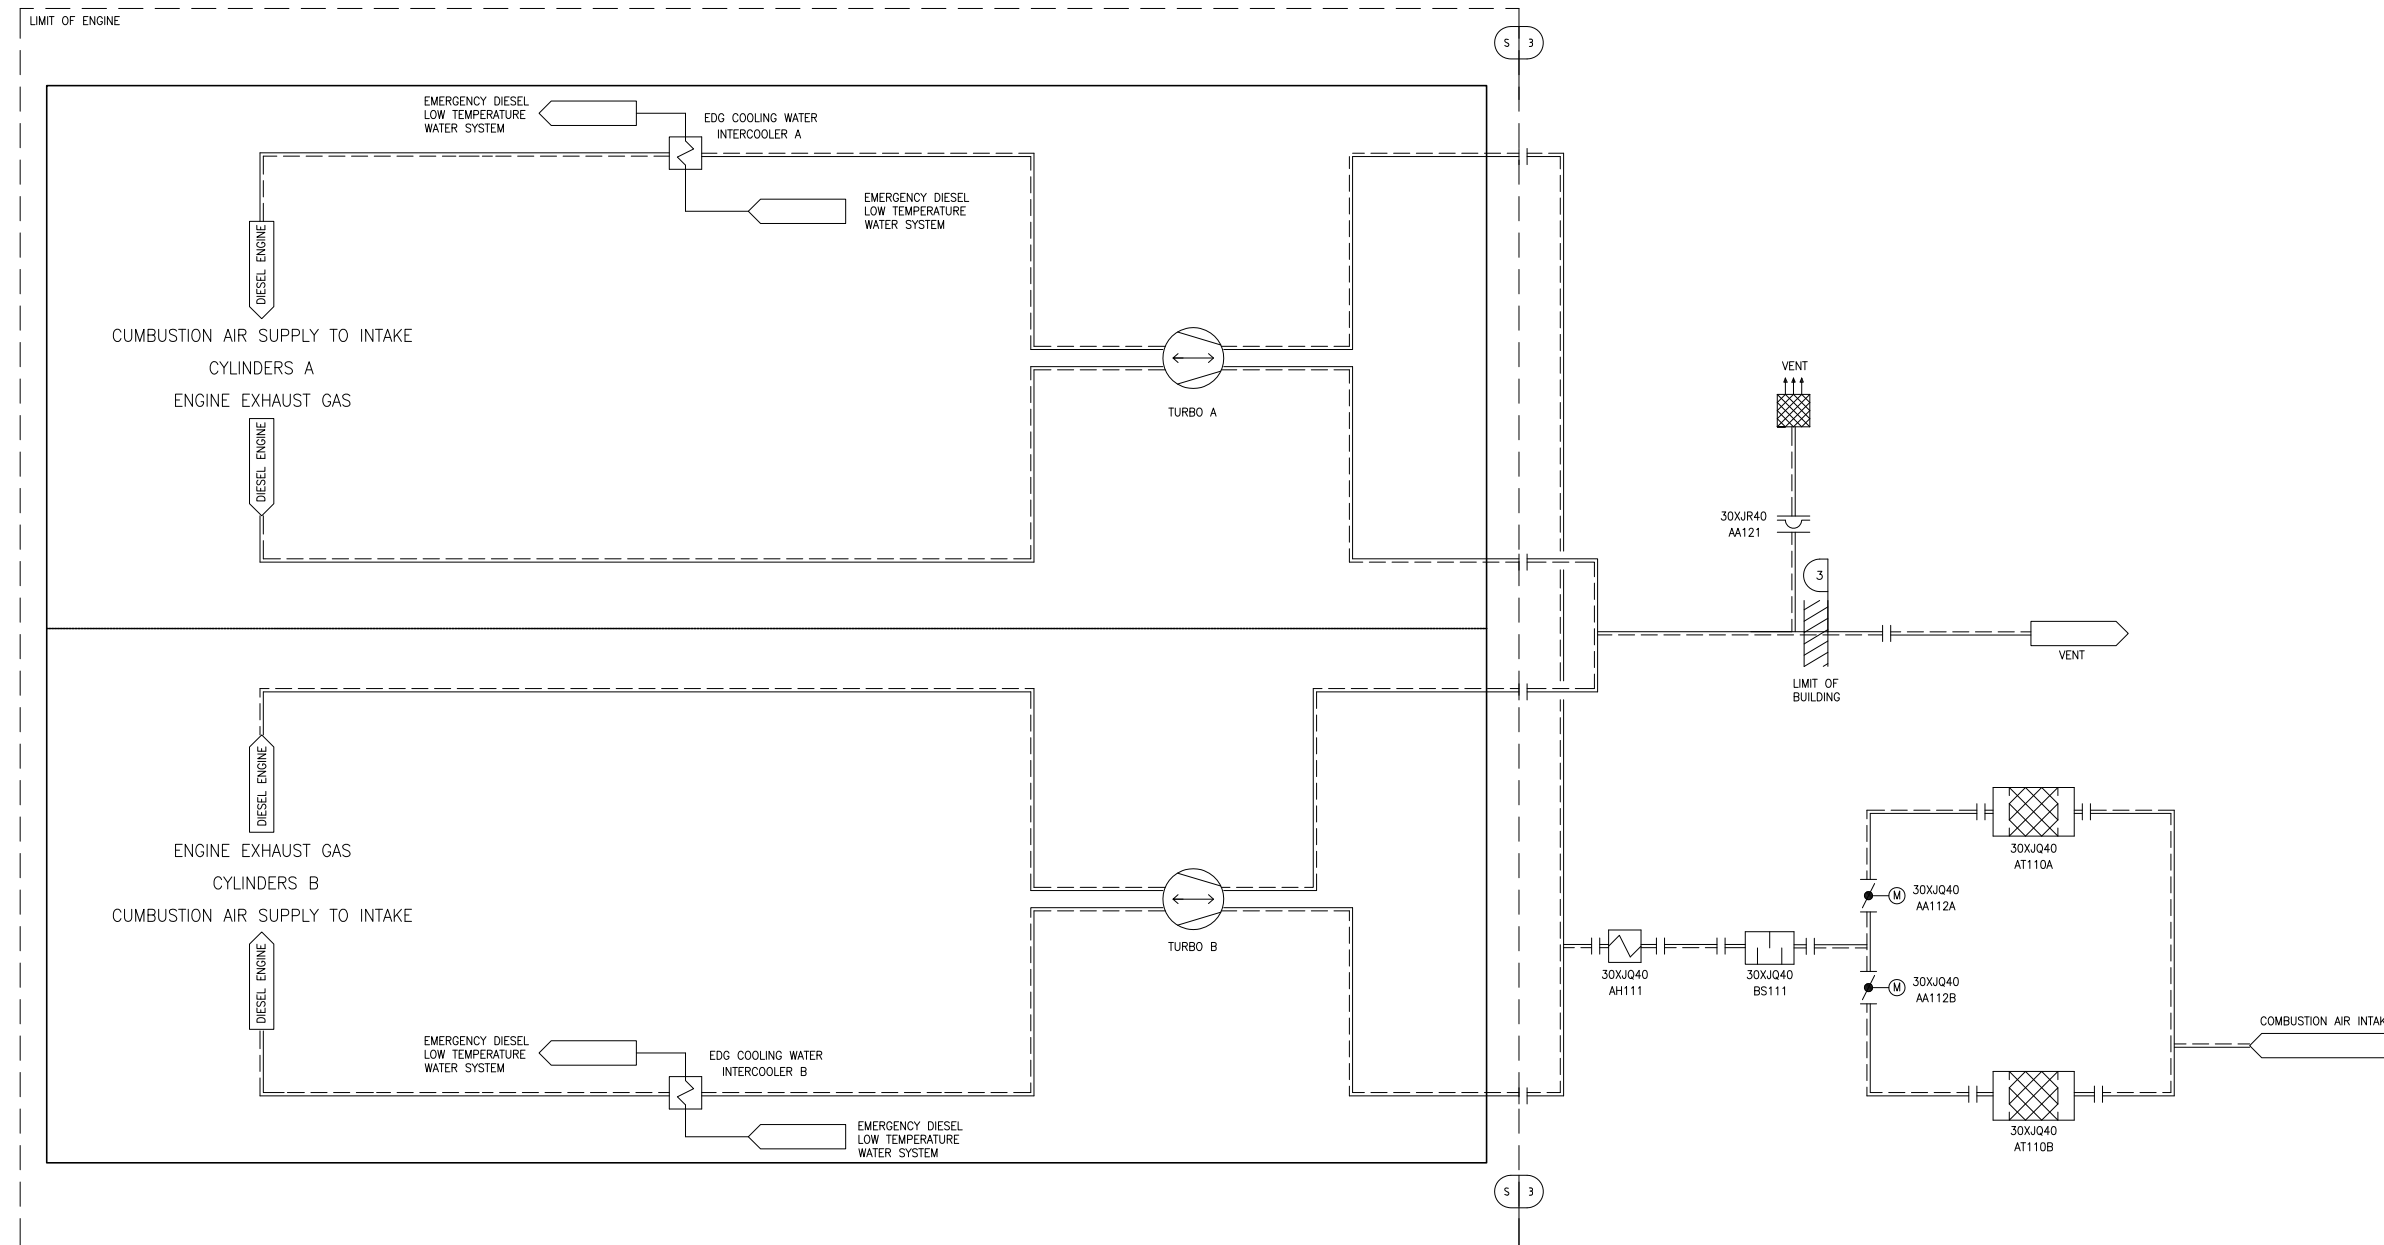 LIMIT OF ENGINE
S 3
EMERGENCY DIESEL
LOW TEMPERATURE
WATER SYSTEM
EDG COOLING WATER
INTERCOOLER A
EMERGENCY DIESEL
LOW TEMPERATURE
WATER SYSTEM
DIESEL ENGINE
CUMBUSTION AIR SUPPLY TO INTAKE
CYLINDERS A
ENGINE EXHAUST GAS
DIESEL ENGINE
TURBO A
VENT
30XJR40
AA121
3
VENT
LIMIT OF
BUILDING
DIESEL ENGINE
ENGINE EXHAUST GAS
CYLINDERS B
CUMBUSTION AIR SUPPLY TO INTAKE
DIESEL ENGINE
TURBO B
30XJQ40
AT110A
M
30XJQ40
AA112A
30XJQ40
AH111
30XJQ40
BS111
M
30XJQ40
AA112B
COMBUSTION AIR INTAK
EMERGENCY DIESEL
LOW TEMPERATURE
WATER SYSTEM
EDG COOLING WATER
INTERCOOLER B
EMERGENCY DIESEL
LOW TEMPERATURE
WATER SYSTEM
30XJQ40
AT110B
S 3